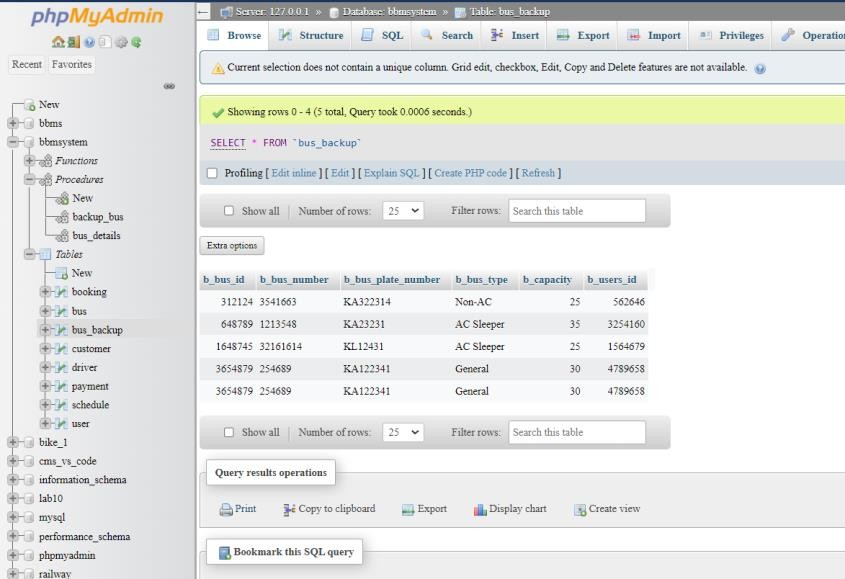 phpMyAdmin
Recent Favorites
New
bbms
bbmsystem
Functions
Procedures
New
backup_bus
bus_details
Tables
New
booking
bus
bus_backup
customer
driver
payment
schedule
user
bike_1
cms_vs_code
information_schema
lab10
mysql
performance_schema
phpmyadmin
railway
Server: 127.0.0.1 » Database: bbmsystem » Table: bus_backup
Browse Structure SQL Search Insert Export Import Privileges Operatio
Current selection does not contain a unique column. Grid edit, checkbox, Edit, Copy and Delete features are not available.
Showing rows 0 - 4 (5 total, Query took 0.0006 seconds.)
SELECT * FROM `bus_backup`
Profiling [ Edit inline ] [ Edit ] [ Explain SQL ] [ Create PHP code ] [ Refresh ]
Show all Number of rows: 25 Filter rows: Search this table
Extra options
b_bus_id b_bus_number b_bus_plate_number b_bus_type b_capacity b_users_id
312124 3541663 KA322314 Non-AC 25 562646
648789 1213548 KA23231 AC Sleeper 35 3254160
1648745 32161614 KL12431 AC Sleeper 25 1564679
3654879 254689 KA122341 General 30 4789658
3654879 254689 KA122341 General 30 4789658
Show all Number of rows: 25 Filter rows: Search this table
Query results operations
Print Copy to clipboard Export Display chart Create view
Bookmark this SQL query